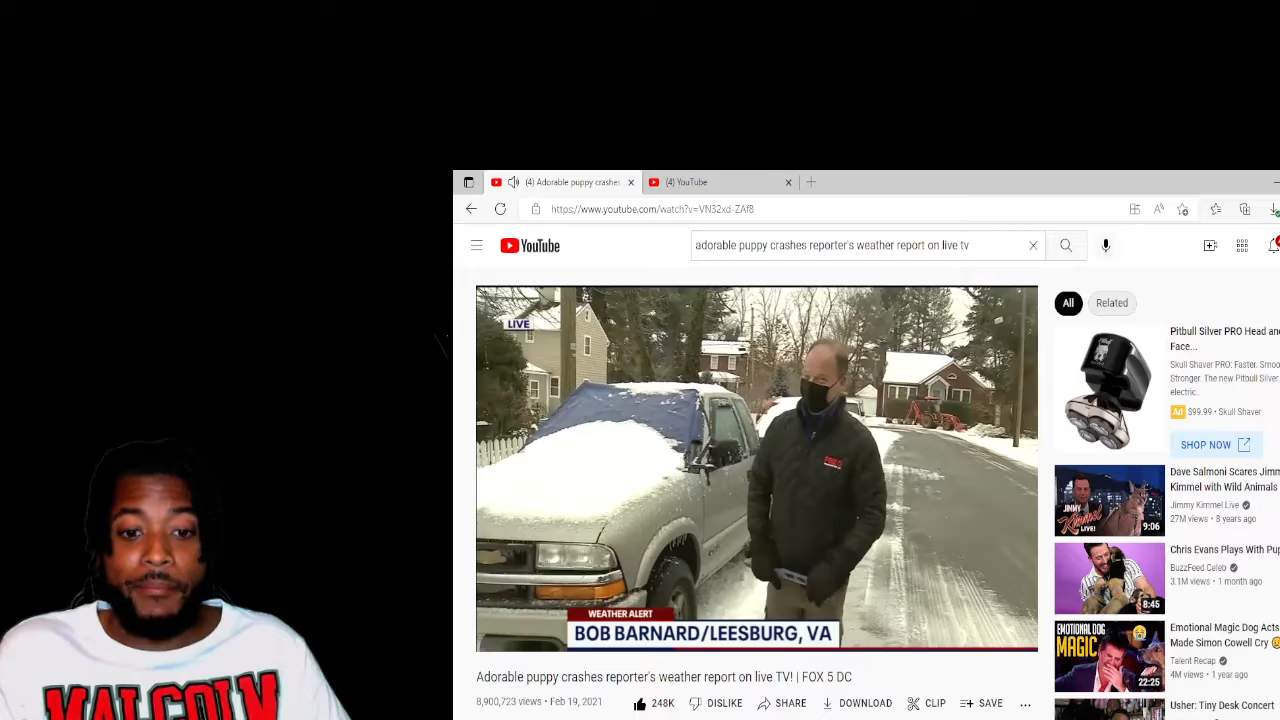 (4) Adorable puppy crashes
(4) YouTube
https://www.youtube.com/watch?v=VN32xd-ZAf8
YouTube
adorable puppy crashes reporter's weather report on live tv
LIVE
WEATHER ALERT
BOB BARNARD/LEESBURG, VA
Adorable puppy crashes reporter's weather report on live TV! | FOX 5 DC
8,900,723 views • Feb 19, 2021
248K DISLIKE SHARE DOWNLOAD CLIP SAVE
All Related
Pitbull Silver PRO Head and
Face...
Skull Shaver PRO: Faster. Smoo
Stronger. The new Pitbull Silver
electric...
Ad $99.99 • Skull Shaver
SHOP NOW
JIMMY
KIMMEL
LIVE!
9:06
Dave Salmoni Scares Jimm
Kimmel with Wild Animals
Jimmy Kimmel Live
27M views • 8 years ago
8:45
Chris Evans Plays With Pup
BuzzFeed Celeb
3.1M views • 1 month ago
EMOTIONAL DOG
MAGIC
22:25
Emotional Magic Dog Acts
Made Simon Cowell Cry
Talent Recap
4M views • 1 year ago
Usher: Tiny Desk Concert
MALCOLM